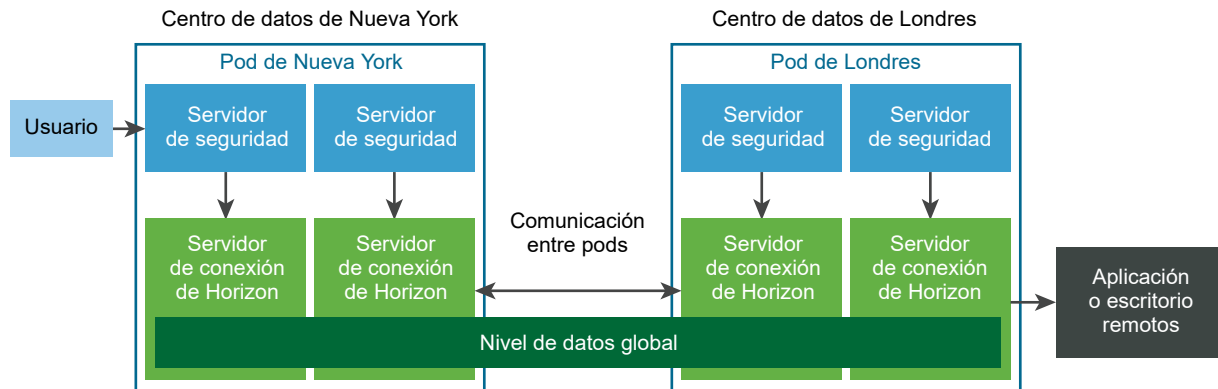 Centro de datos de Nueva York
Centro de datos de Londres
Pod de Nueva York
Pod de Londres
Usuario
Servidor
de seguridad
Servidor
de seguridad
Servidor
de seguridad
Servidor
de seguridad
Comunicación
entre pods
Servidor
de conexión
de Horizon
Servidor
de conexión
de Horizon
Servidor
de conexión
de Horizon
Servidor
de conexión
de Horizon
Aplicación
o escritorio
remotos
Nivel de datos global